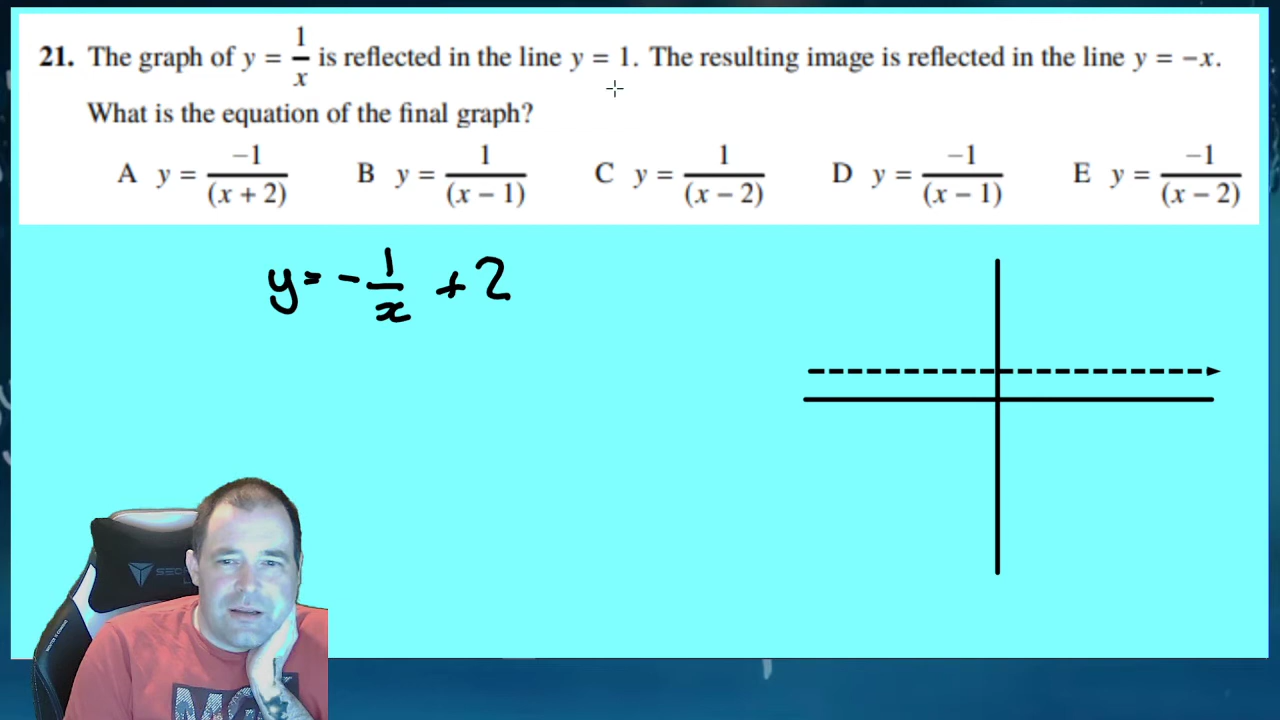 21. The graph of y = 1/x is reflected in the line y = 1. The resulting image is reflected in the line y = −x.
What is the equation of the final graph?
A y = −1/(x + 2) B y = 1/(x − 1) C y = 1/(x − 2) D y = −1/(x − 1) E y = −1/(x − 2)
y = - 1/x + 2